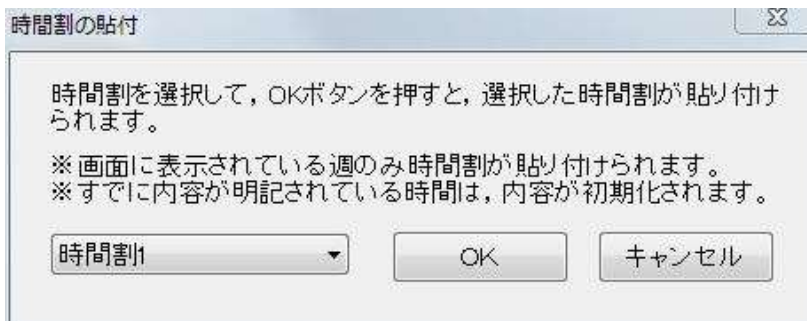 時間割の貼付
時間割を選択して，OKボタンを押すと，選択した時間割が貼り付け
られます。
※画面に表示されている週のみ時間割が貼り付けられます。
※すでに内容が明記されている時間は，内容が初期化されます。
時間割1
OK
キャンセル